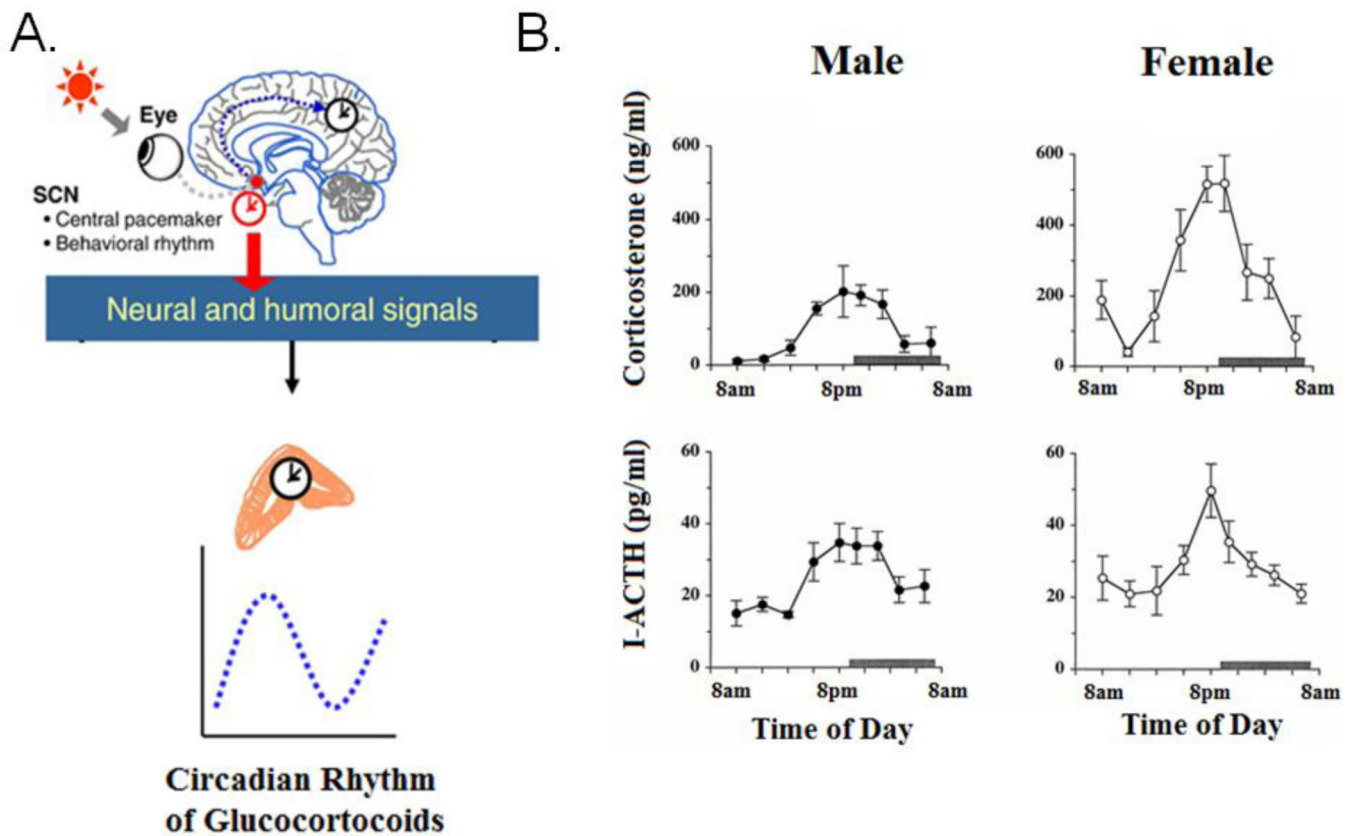 A.
Eye
SCN
• Central pacemaker
• Behavioral rhythm
Neural and humoral signals
Circadian Rhythm
of Glucocortocoids
B.
Male
Female
Corticosterone (ng/ml)
600
400
200
0
8am
8pm
8am
600
400
200
0
8am
8pm
8am
I-ACTH (pg/ml)
60
40
20
0
8am
8pm
8am
Time of Day
60
40
20
0
8am
8pm
8am
Time of Day